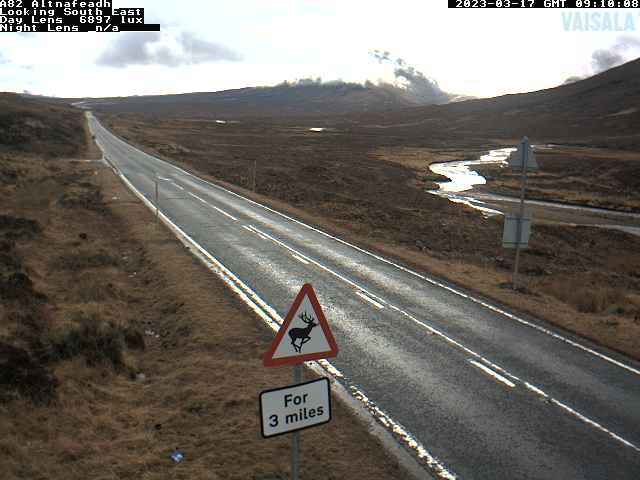 A82 Altnafeadh
Looking South East
Day Lens 6897 lux
Night Lens n/a
2023-03-17 GMT 09:10:08
VAISALA
For
3 miles